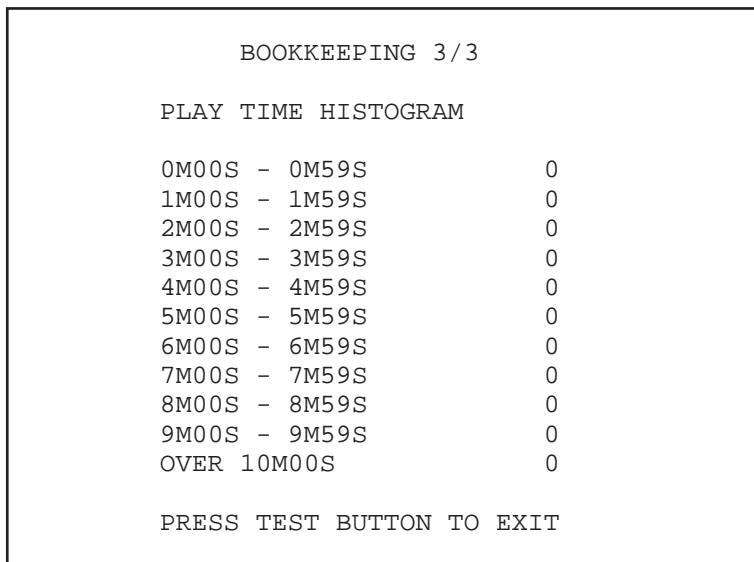 BOOKKEEPING 3/3
PLAY TIME HISTOGRAM
0M00S - 0M59S 0
1M00S - 1M59S 0
2M00S - 2M59S 0
3M00S - 3M59S 0
4M00S - 4M59S 0
5M00S - 5M59S 0
6M00S - 6M59S 0
7M00S - 7M59S 0
8M00S - 8M59S 0
9M00S - 9M59S 0
OVER 10M00S 0
PRESS TEST BUTTON TO EXIT